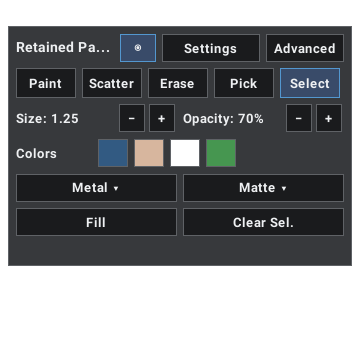 Retained Pa... Settings Advanced
Paint Scatter Erase Pick Select
Size: 1.25 − + Opacity: 70% − +
Colors
Metal ▾ Matte ▾
Fill Clear Sel.